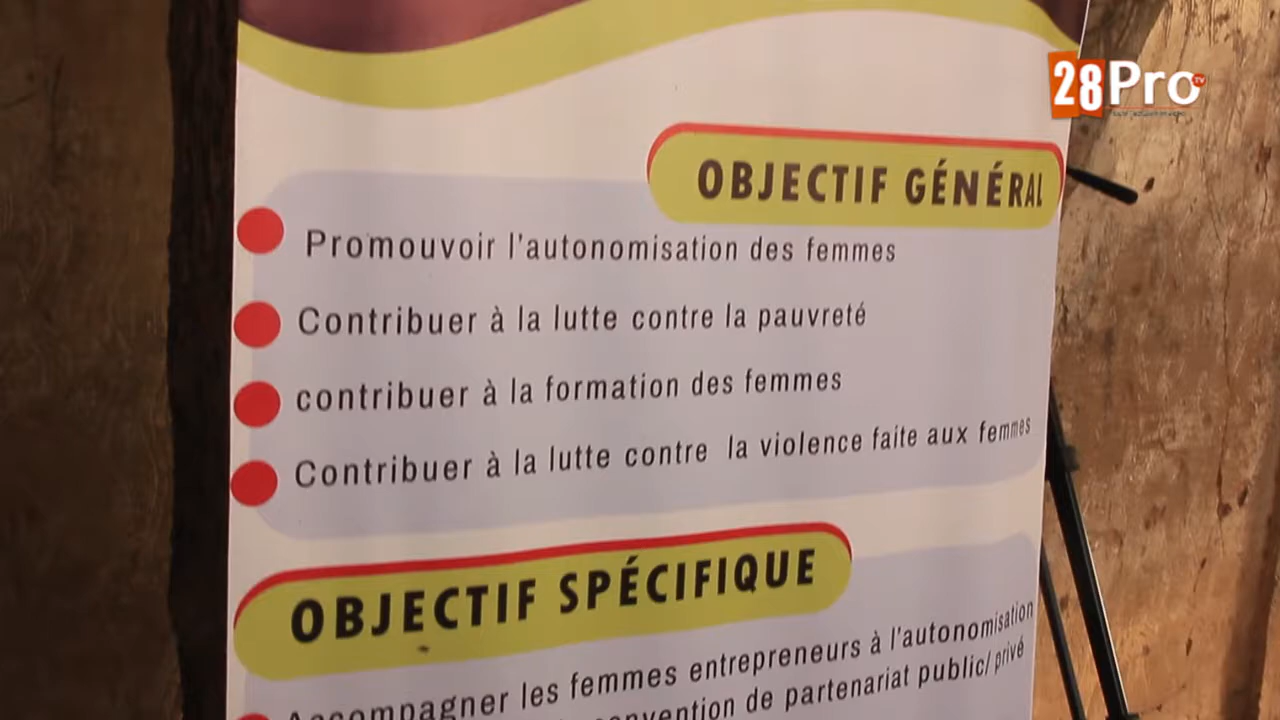 28Pro TV
OBJECTIF GÉNÉRAL
Promouvoir l'autonomisation des femmes
Contribuer à la lutte contre la pauvreté
contribuer à la formation des femmes
Contribuer à la lutte contre la violence faite aux femmes
OBJECTIF SPÉCIFIQUE
Accompagner les femmes entrepreneurs à l'autonomisation
de partenariat public/ privé